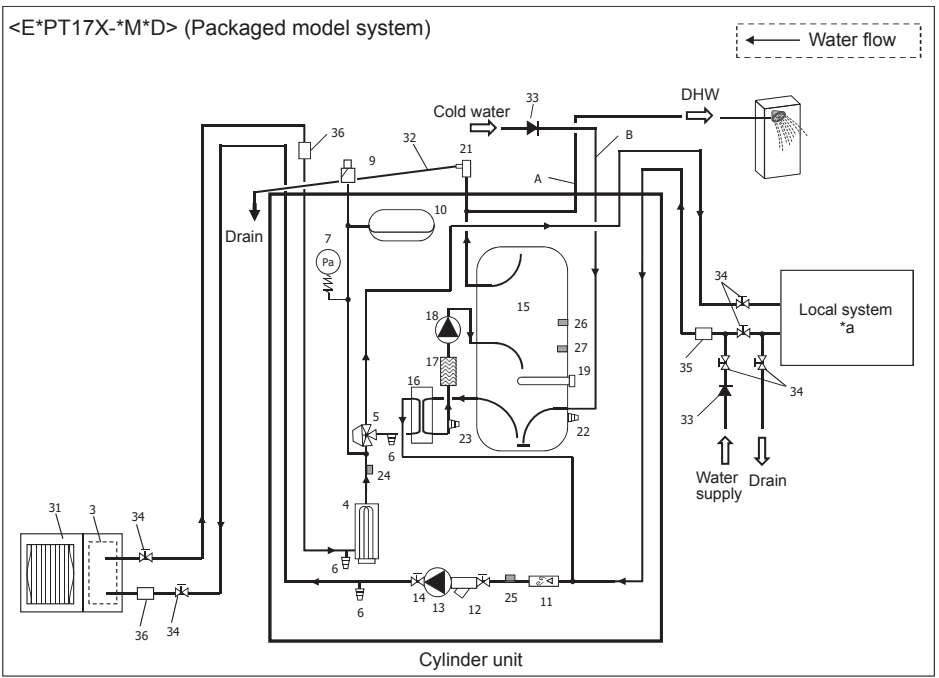 <E*PT17X-*M*D> (Packaged model system)
Water flow
DHW
33
Cold water
36
32
21
B
9
A
10
Drain
7
Pa
34
15
Local system
*a
18
26
27
17
19
35
16
34
5
33
23
22
6
24
Water
supply
Drain
4
31
3
34
6
14
13
12
25
11
6
36
34
Cylinder unit